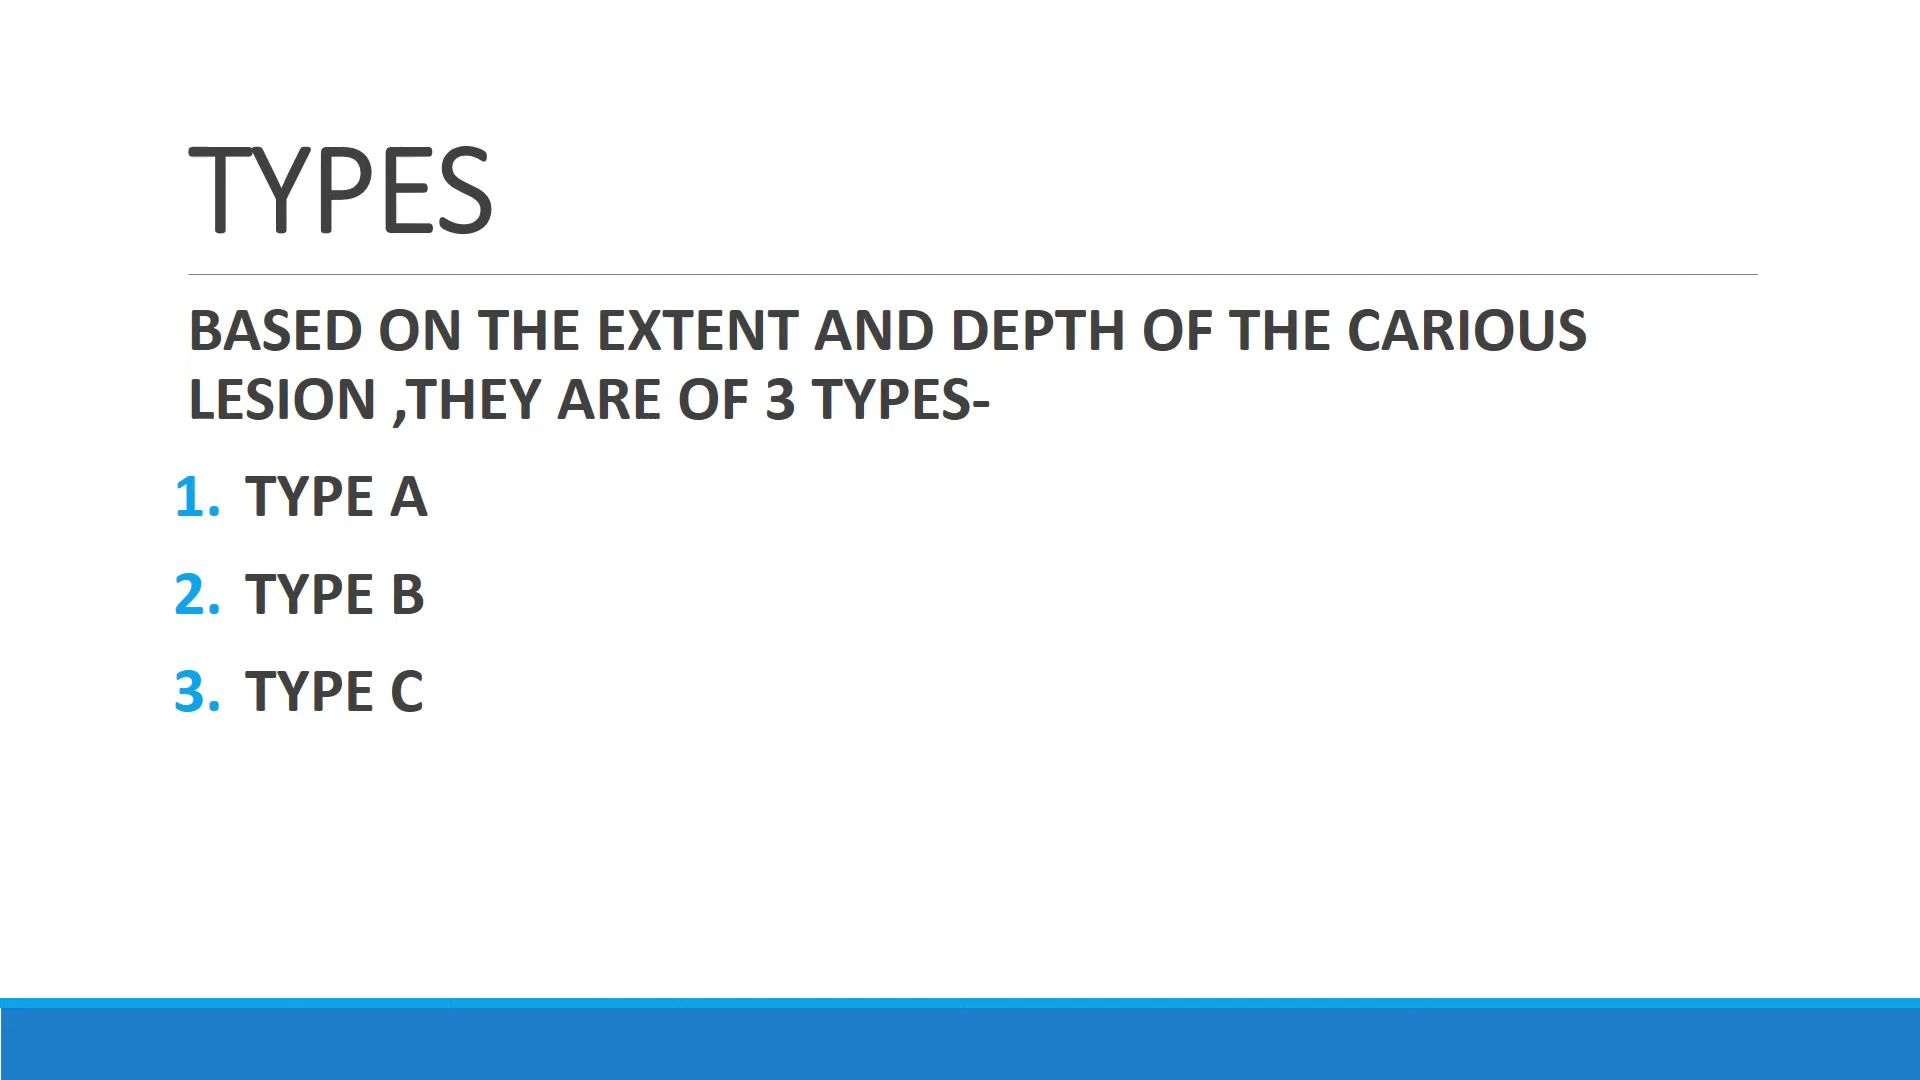 TYPES
BASED ON THE EXTENT AND DEPTH OF THE CARIOUS
LESION ,THEY ARE OF 3 TYPES-
1. TYPE A
2. TYPE B
3. TYPE C